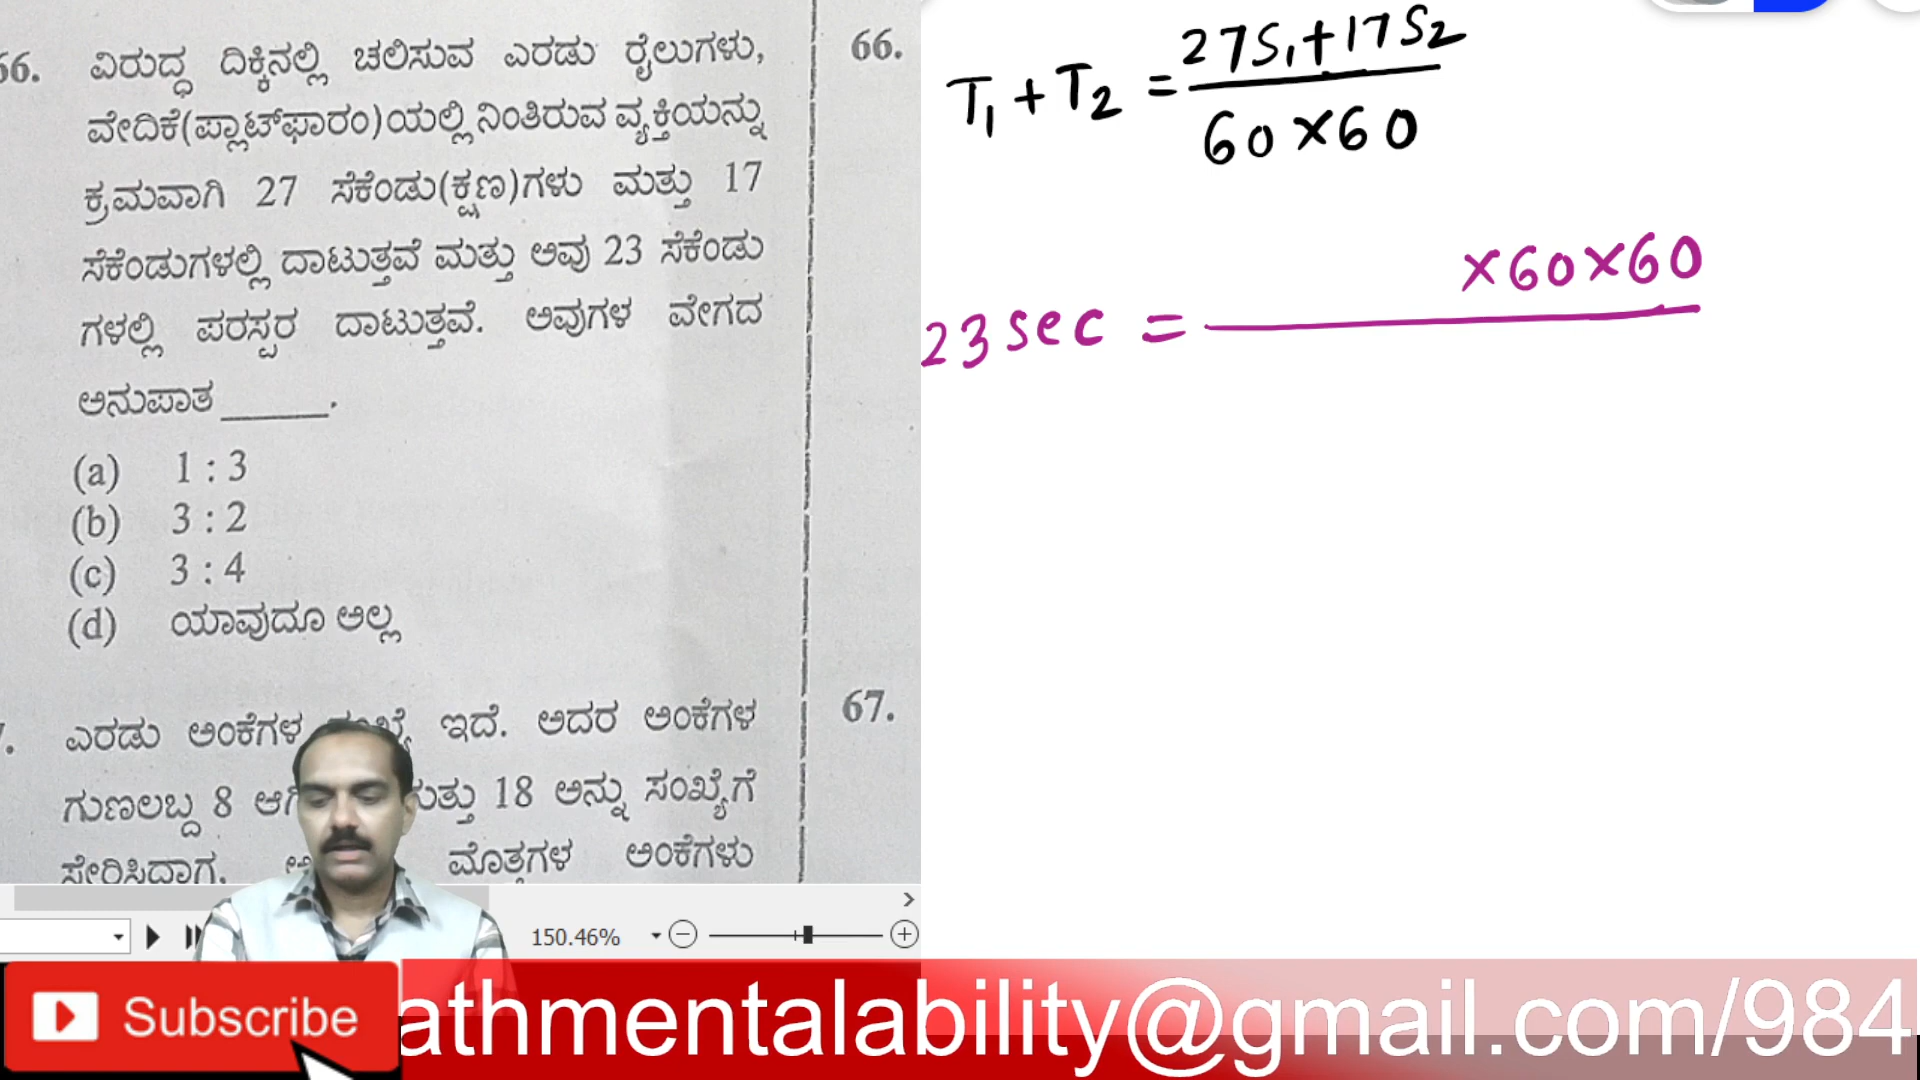 66. ವಿರುದ್ಧ ದಿಕ್ಕಿನಲ್ಲಿ ಚಲಿಸುವ ಎರಡು ರೈಲುಗಳು,
ವೇದಿಕೆ(ಪ್ಲಾಟ್‌ಫಾರಂ)ಯಲ್ಲಿ ನಿಂತಿರುವ ವ್ಯಕ್ತಿಯನ್ನು
ಕ್ರಮವಾಗಿ 27 ಸೆಕೆಂಡು(ಕ್ಷಣ)ಗಳು ಮತ್ತು 17
ಸೆಕೆಂಡುಗಳಲ್ಲಿ ದಾಟುತ್ತವೆ ಮತ್ತು ಅವು 23 ಸೆಕೆಂಡು
ಗಳಲ್ಲಿ ಪರಸ್ಪರ ದಾಟುತ್ತವೆ. ಅವುಗಳ ವೇಗದ
ಅನುಪಾತ _____.
(a) 1 : 3
(b) 3 : 2
(c) 3 : 4
(d) ಯಾವುದೂ ಅಲ್ಲ
ಎರಡು ಅಂಕೆಗಳ ಇದೆ. ಅದರ ಅಂಕೆಗಳ
ಗುಣಲಬ್ದ 8 18 ಅನ್ನು ಸಂಖ್ಯೆಗೆ
ಸೇರಿಸಿದಾಗ, ಮೊತ್ತಗಳ ಅಂಕೆಗಳು
66.
67.
T₁ + T₂ = 27S₁+17S₂
60×60
×60×60
23 sec =
150.46%
Subscribe
athmentalability@gmail.com/984